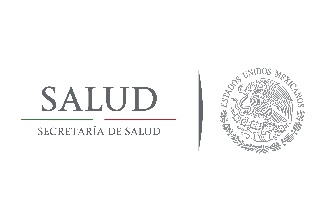 SALUD
SECRETARÍA DE SALUD
ESTADOS UNIDOS MEXICANOS